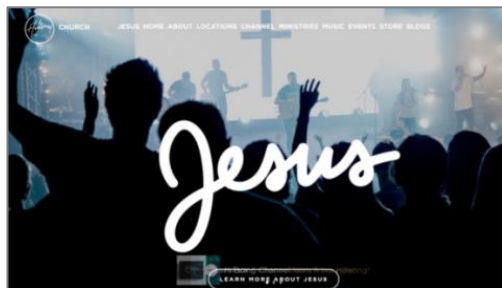 CHURCH
JESUS HOME ABOUT LOCATIONS CHANNEL MINISTRIES MUSIC EVENTS STORE BLOGS
Jesus
LEARN MORE ABOUT JESUS